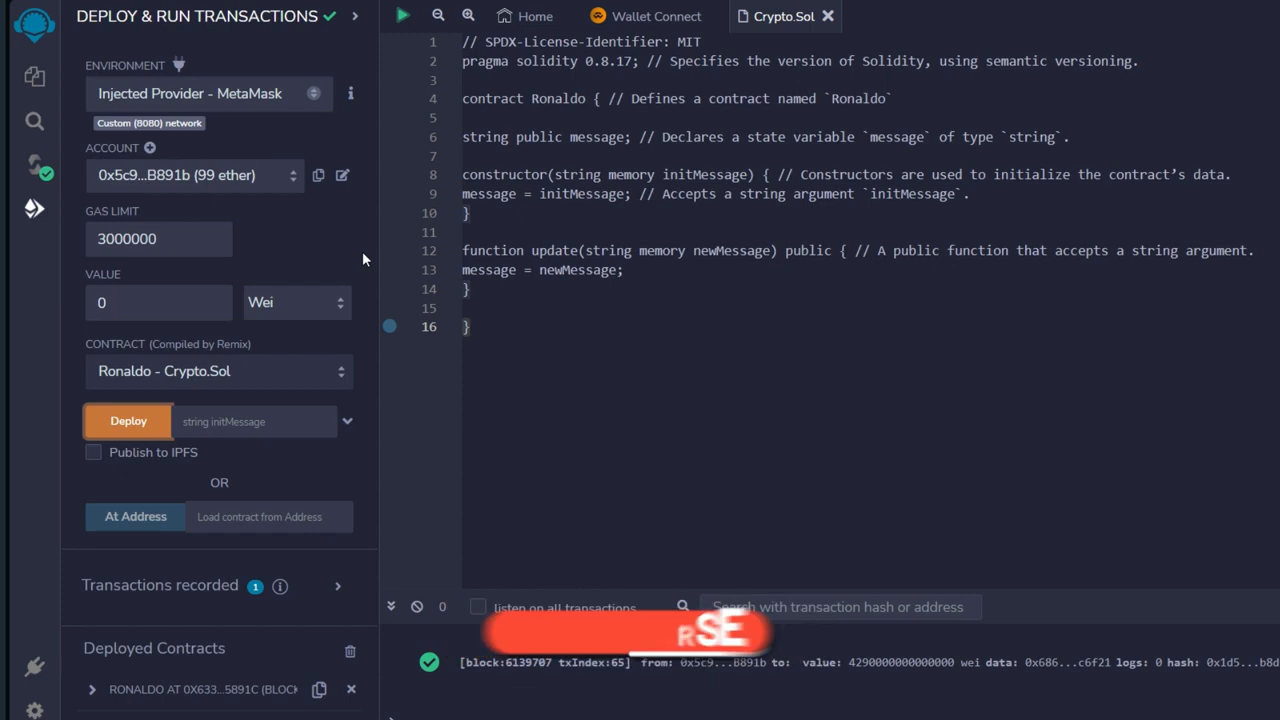 DEPLOY & RUN TRANSACTIONS
Home
Wallet Connect
Crypto.Sol
ENVIRONMENT
Injected Provider - MetaMask
Custom (8080) network
ACCOUNT
0x5c9...B891b (99 ether)
GAS LIMIT
3000000
VALUE
0
Wei
CONTRACT (Compiled by Remix)
Ronaldo - Crypto.Sol
Deploy
string initMessage
Publish to IPFS
OR
At Address
Load contract from Address
Transactions recorded 1
Deployed Contracts
RONALDO AT 0X633...5891C (BLOCK
1 // SPDX-License-Identifier: MIT
2 pragma solidity 0.8.17; // Specifies the version of Solidity, using semantic versioning.
3
4 contract Ronaldo { // Defines a contract named `Ronaldo`
5
6 string public message; // Declares a state variable `message` of type `string`.
7
8 constructor(string memory initMessage) { // Constructors are used to initialize the contract’s data.
9 message = initMessage; // Accepts a string argument `initMessage`.
10 }
11
12 function update(string memory newMessage) public { // A public function that accepts a string argument.
13 message = newMessage;
14 }
15
16 }
0
listen on all transactions
Search with transaction hash or address
RSE
[block:6139707 txIndex:65] from: 0x5c9...B891b to: value: 4290000000000000 wei data: 0x686...c6f21 logs: 0 hash: 0x1d5...b8d